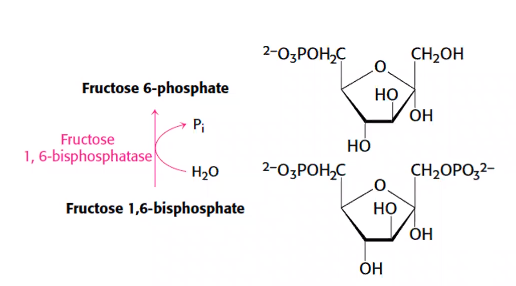 ²⁻O₃POH₂C
CH₂OH
O
Fructose 6-phosphate
HO
OH
Pᵢ
Fructose
1, 6-bisphosphatase
HO
H₂O
²⁻O₃POH₂C
CH₂OPO₃²⁻
O
Fructose 1,6-bisphosphate
HO
OH
OH